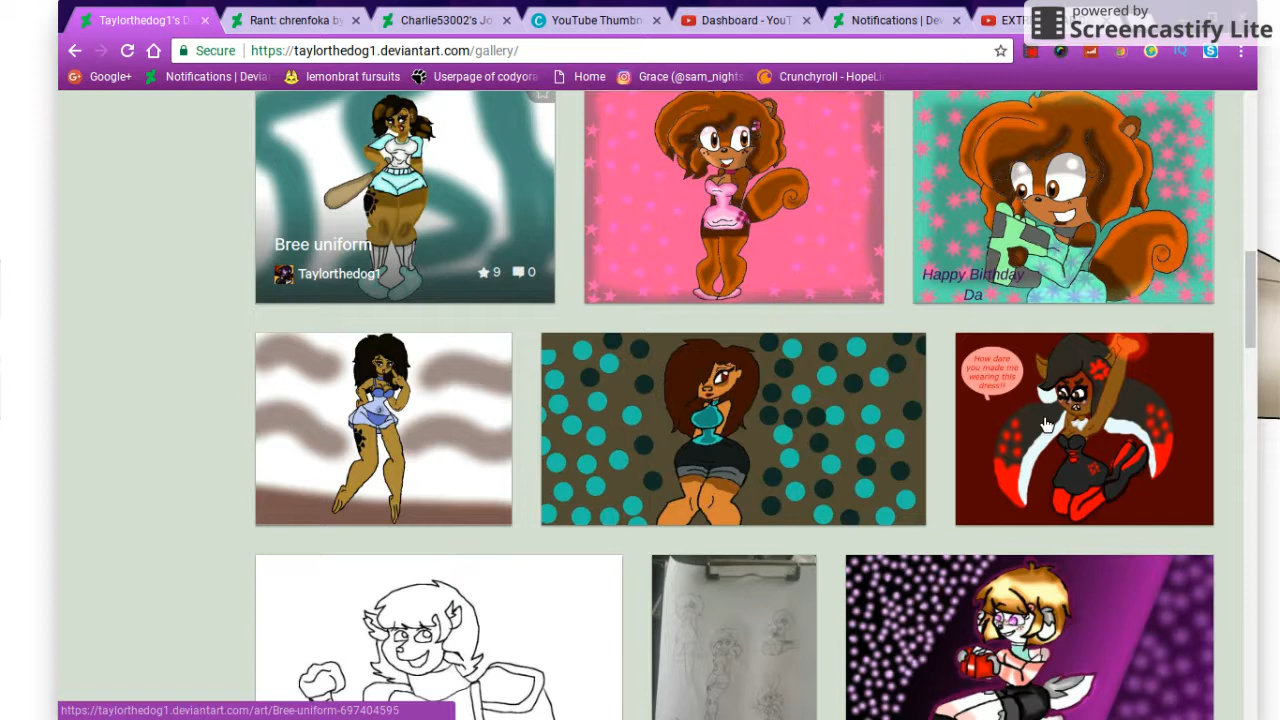 powered by
Screencastify Lite
Taylorthedog1's D
Rant: chrenfoka by
Charlie53002's Jo
YouTube Thumbn
Dashboard - YouT
Notifications | Dev
EXT
Secure
https://taylorthedog1.deviantart.com/gallery/
Google+
Notifications | Devia
lemonbrat fursuits
Userpage of codyora
Home
Grace (@sam_nights
Crunchyroll - HopeLi
Bree uniform
Taylorthedog1
9
0
Happy Birthday
Da
How dare
you made me
wearing this
dress!!
https://taylorthedog1.deviantart.com/art/Bree-uniform-697404595